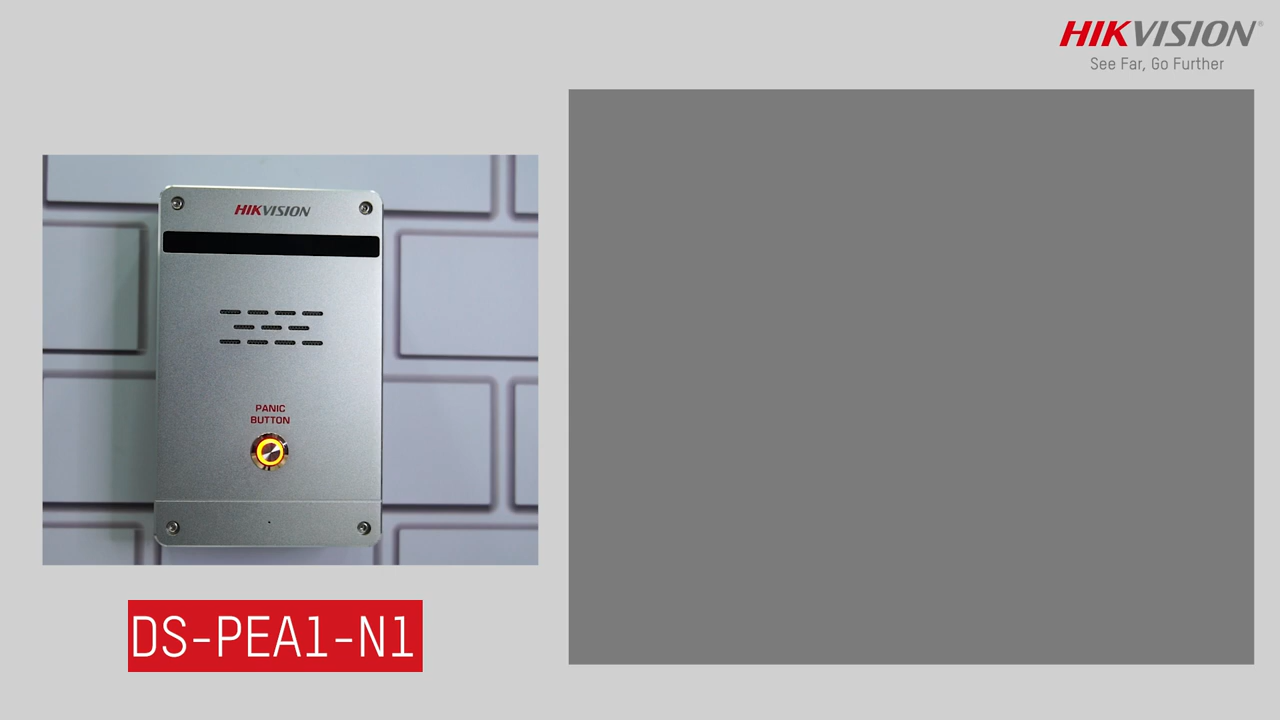 HIKVISION®
See Far, Go Further
HIKVISION
PANIC
BUTTON
DS-PEA1-N1